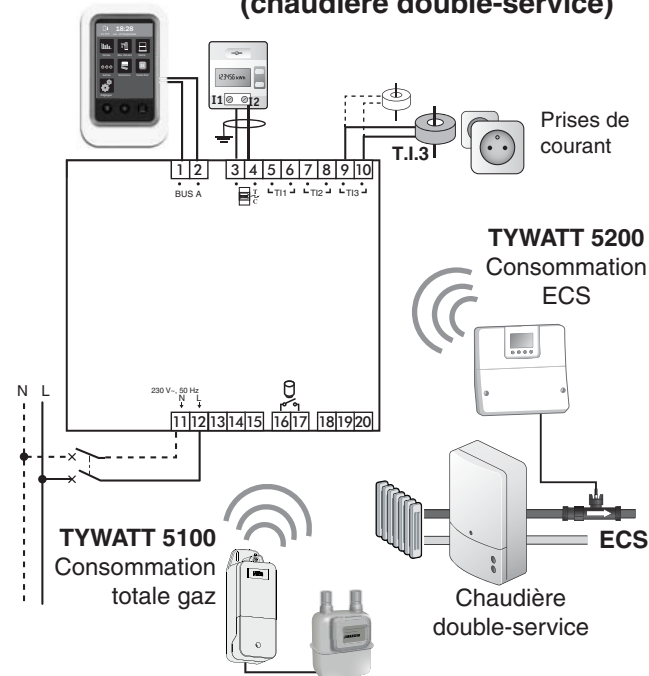 (chaudière double-service)
18:28
123456 kWh
I1 I2
T.I.3
Prises de
courant
1 2 3 4 5 6 7 8 9 10
BUS A
T
C
TI1 TI2 TI3
TYWATT 5200
Consommation
ECS
230 V~, 50 Hz
N L
N L
11 12 13 14 15 16 17 18 19 20
TYWATT 5100
Consommation
totale gaz
ECS
Chaudière
double-service